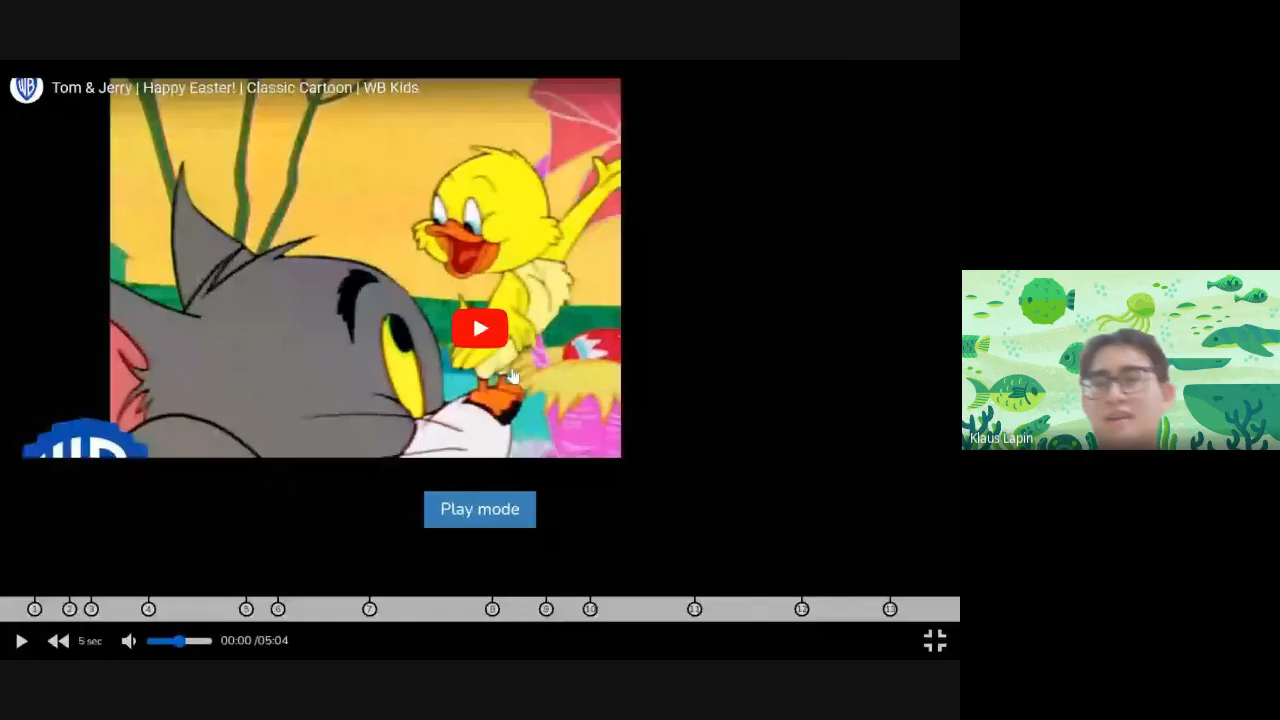 Tom & Jerry | Happy Easter! | Classic Cartoon | WB Kids
Klaus Lapin
Play mode
1 2 3 4 5 6 7 8 9 10 11 12 13
5 sec 00:00 /05:04